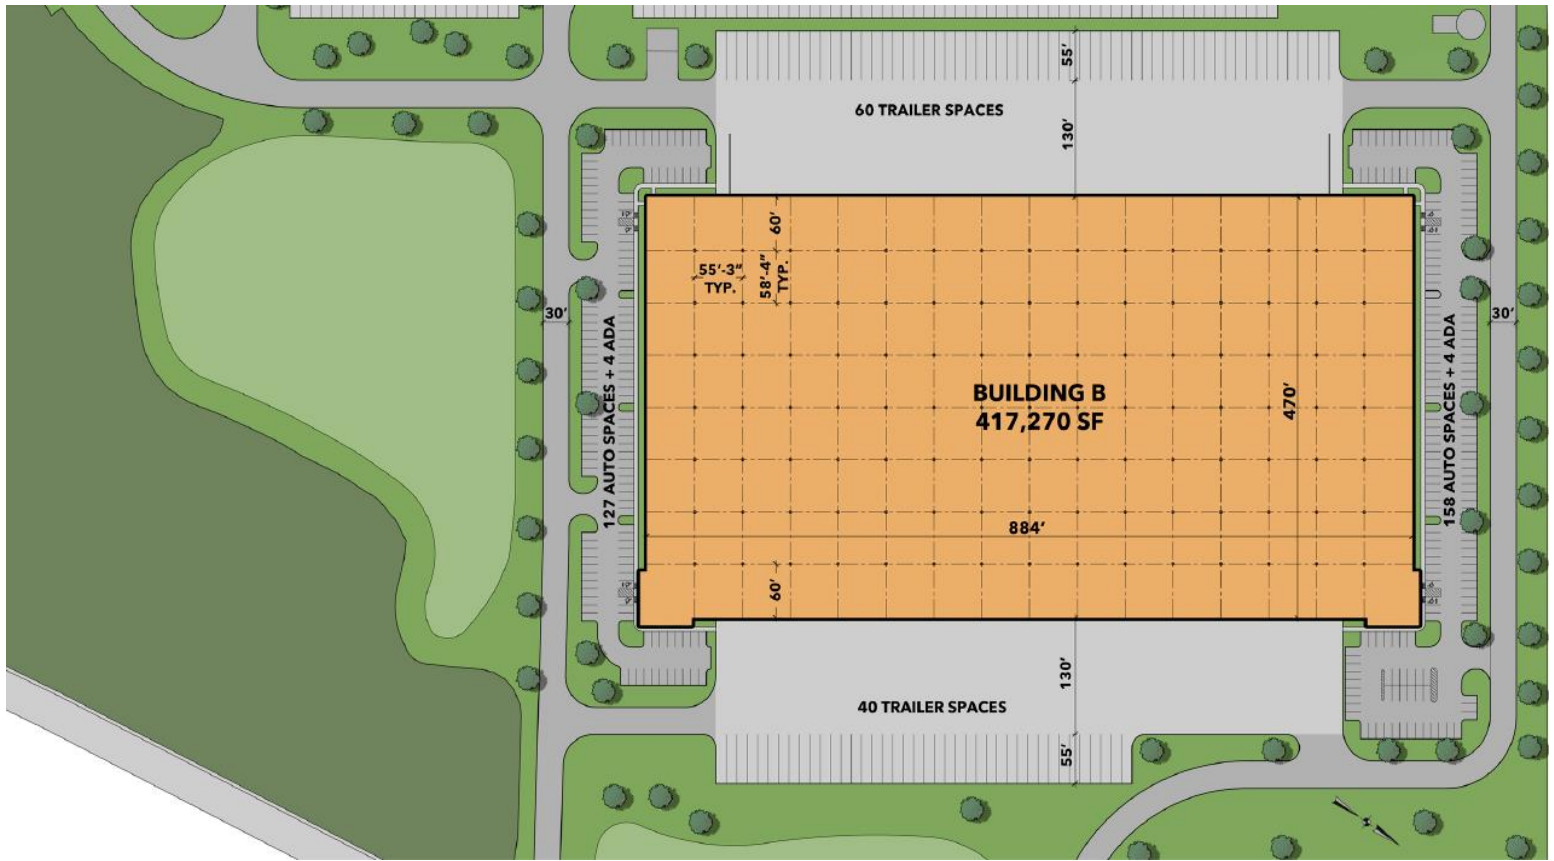 55'
60 TRAILER SPACES
130'
60'
55'-3"
TYP.
58'-4"
TYP.
30'
127 AUTO SPACES + 4 ADA
BUILDING B
417,270 SF
470'
158 AUTO SPACES + 4 ADA
30'
884'
60'
130'
40 TRAILER SPACES
55'